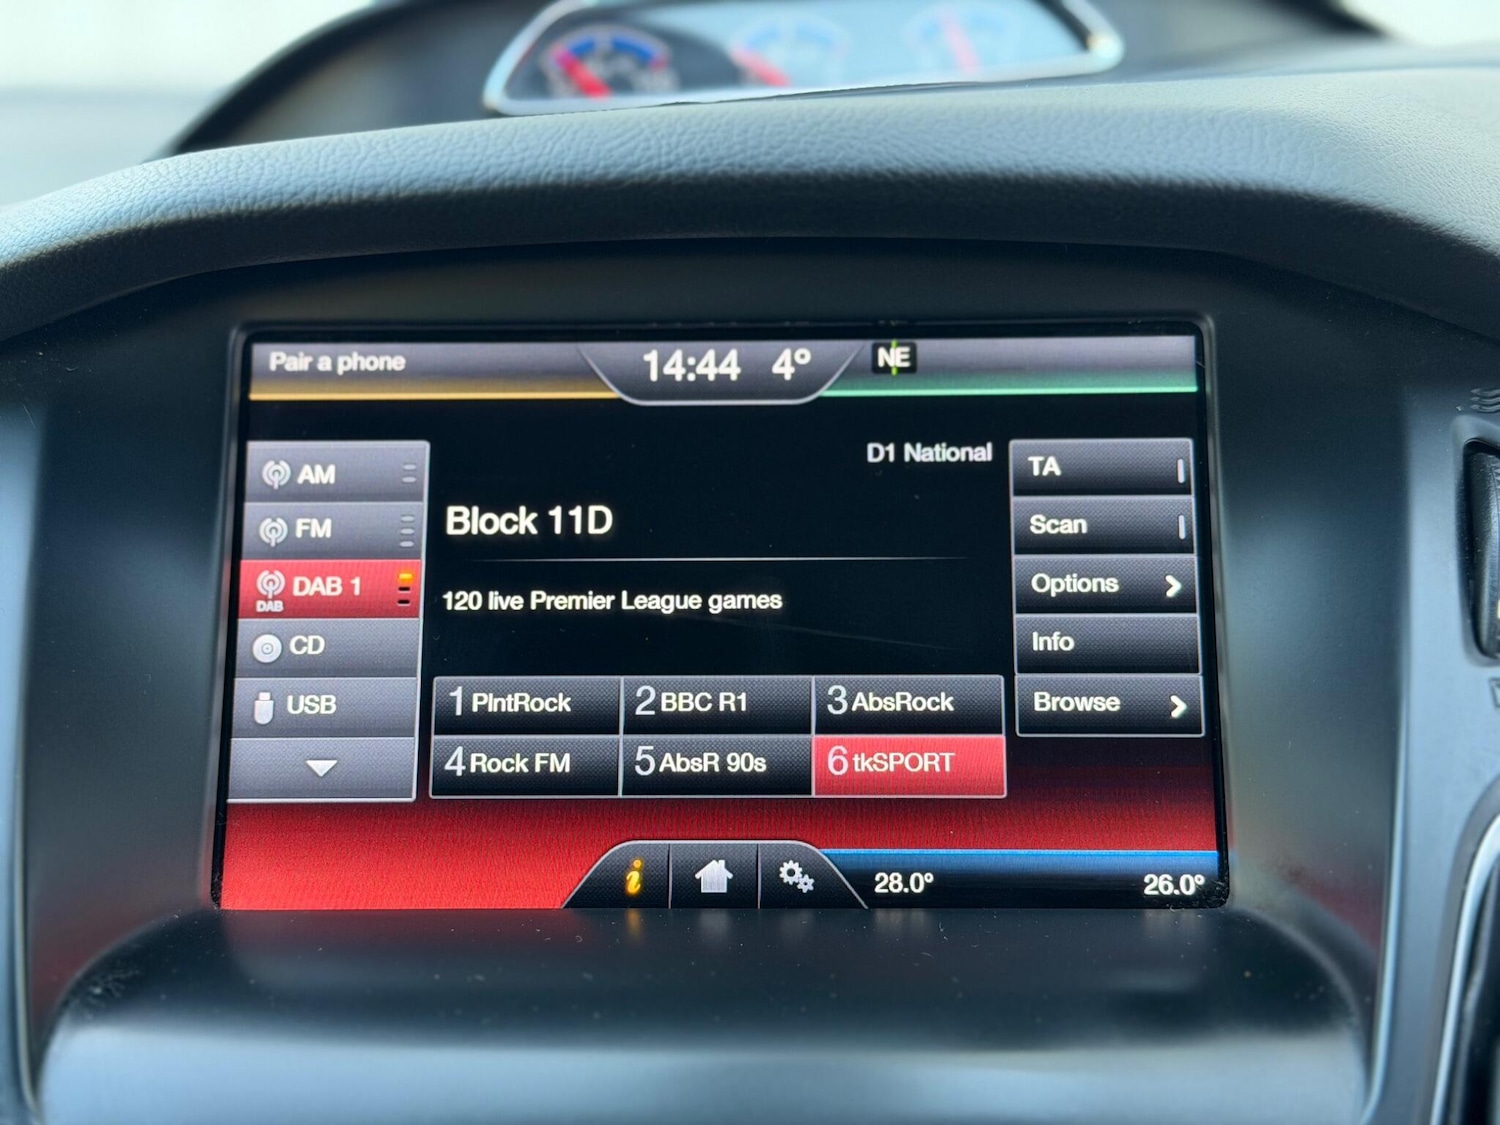 Pair a phone
14:44 4°
NE
D1 National
AM
FM
DAB 1
DAB
CD
USB
Block 11D
120 live Premier League games
1 PlntRock
2 BBC R1
3 AbsRock
4 Rock FM
5 AbsR 90s
6 tkSPORT
TA
Scan
Options
Info
Browse
i
28.0°
26.0°